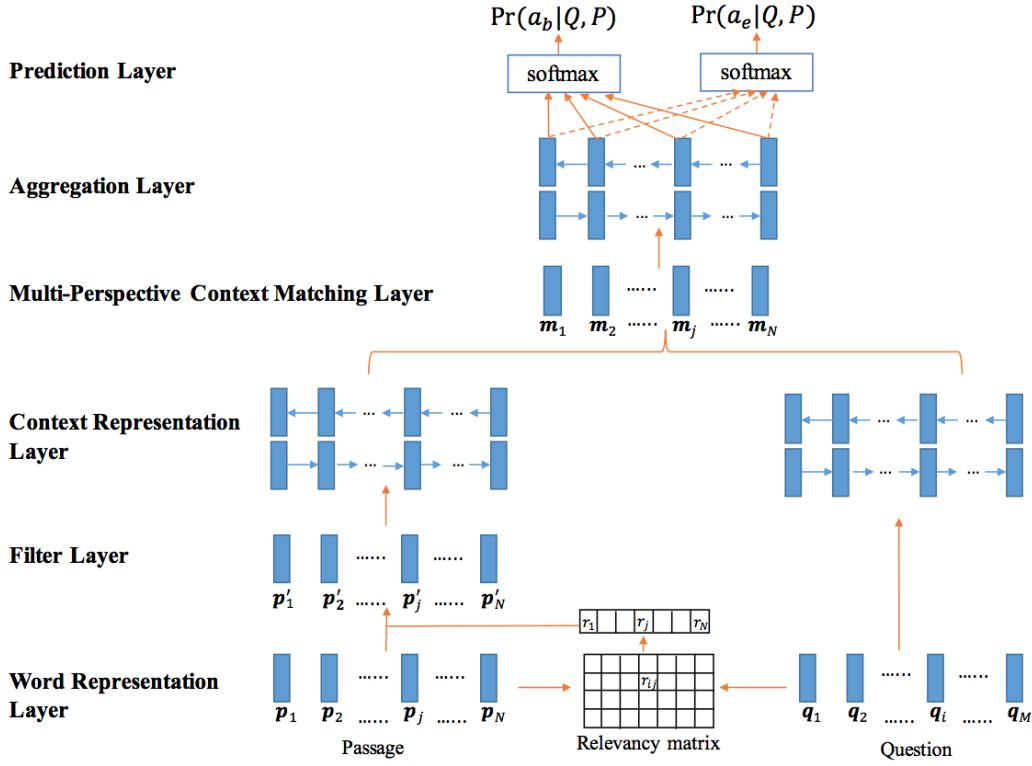 Pr(a_b|Q, P) Pr(a_e|Q, P)
Prediction Layer
softmax softmax
... ...
Aggregation Layer
... ...
Multi-Perspective Context Matching Layer
...... ......
m_1 m_2 ...... m_j ...... m_N
... ... ... ...
Context Representation
Layer
... ... ... ...
Filter Layer
...... ......
p'_1 p'_2 ...... p'_j ...... p'_N
r_1 r_j r_N
Word Representation
Layer
...... ...... r_ij ...... ......
p_1 p_2 ...... p_j ...... p_N
q_1 q_2 ...... q_i ...... q_M
Passage Relevancy matrix Question